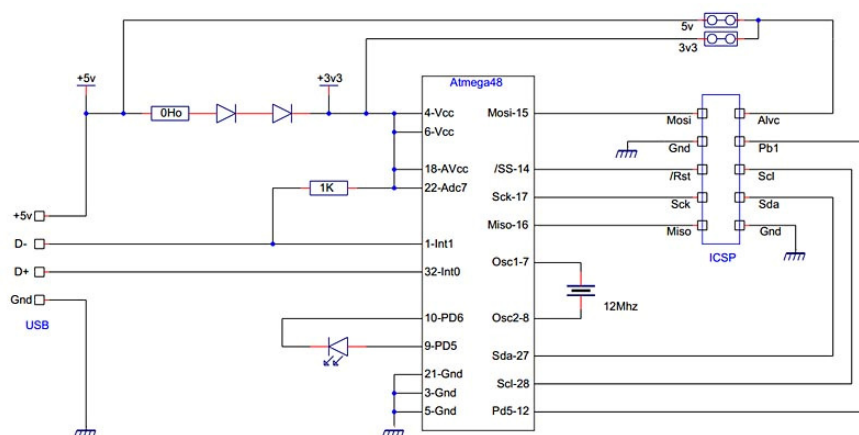 5v
3v3
+5v
+3v3
0Ho
Atmega48
4-Vcc
6-Vcc
18-AVcc
22-Adc7
1K
1-Int1
32-Int0
10-PD6
9-PD5
21-Gnd
3-Gnd
5-Gnd
Mosi-15
/SS-14
Sck-17
Miso-16
Osc1-7
Osc2-8
12Mhz
Sda-27
Scl-28
Pd5-12
Mosi
Gnd
/Rst
Sck
Miso
Alvc
Pb1
Scl
Sda
Gnd
ICSP
+5v
D-
D+
Gnd
USB